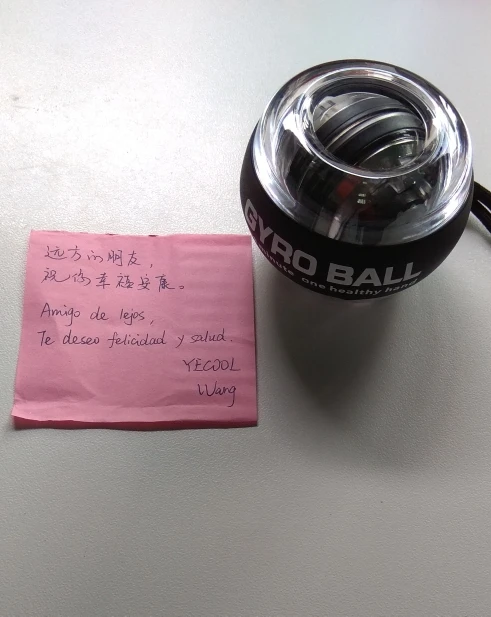 远方的朋友,
祝你幸福安康。
Amigo de lejos,
Te deseo felicidad y salud.
YECOOL
Wang
GYRO BALL
one healthy hand